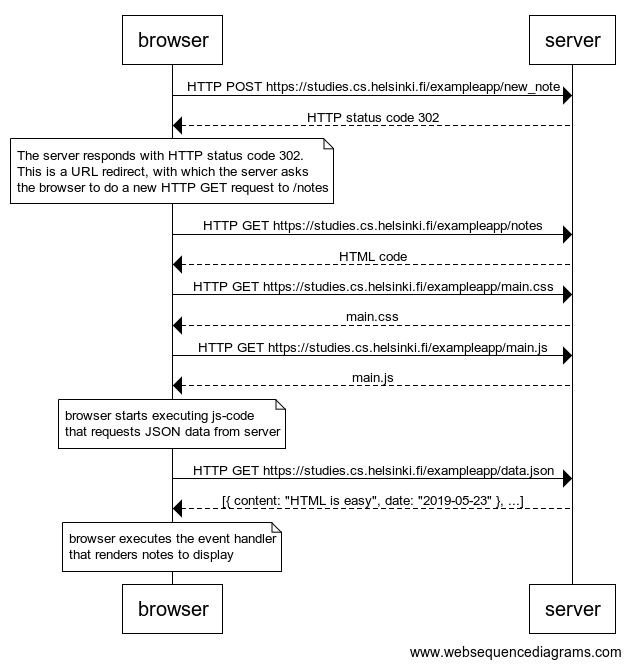 browser
server
HTTP POST https://studies.cs.helsinki.fi/exampleapp/new_note
HTTP status code 302
The server responds with HTTP status code 302.
This is a URL redirect, with which the server asks
the browser to do a new HTTP GET request to /notes
HTTP GET https://studies.cs.helsinki.fi/exampleapp/notes
HTML code
HTTP GET https://studies.cs.helsinki.fi/exampleapp/main.css
main.css
HTTP GET https://studies.cs.helsinki.fi/exampleapp/main.js
main.js
browser starts executing js-code
that requests JSON data from server
HTTP GET https://studies.cs.helsinki.fi/exampleapp/data.json
[{ content: "HTML is easy", date: "2019-05-23" }, ...]
browser executes the event handler
that renders notes to display
browser
server
www.websequencediagrams.com